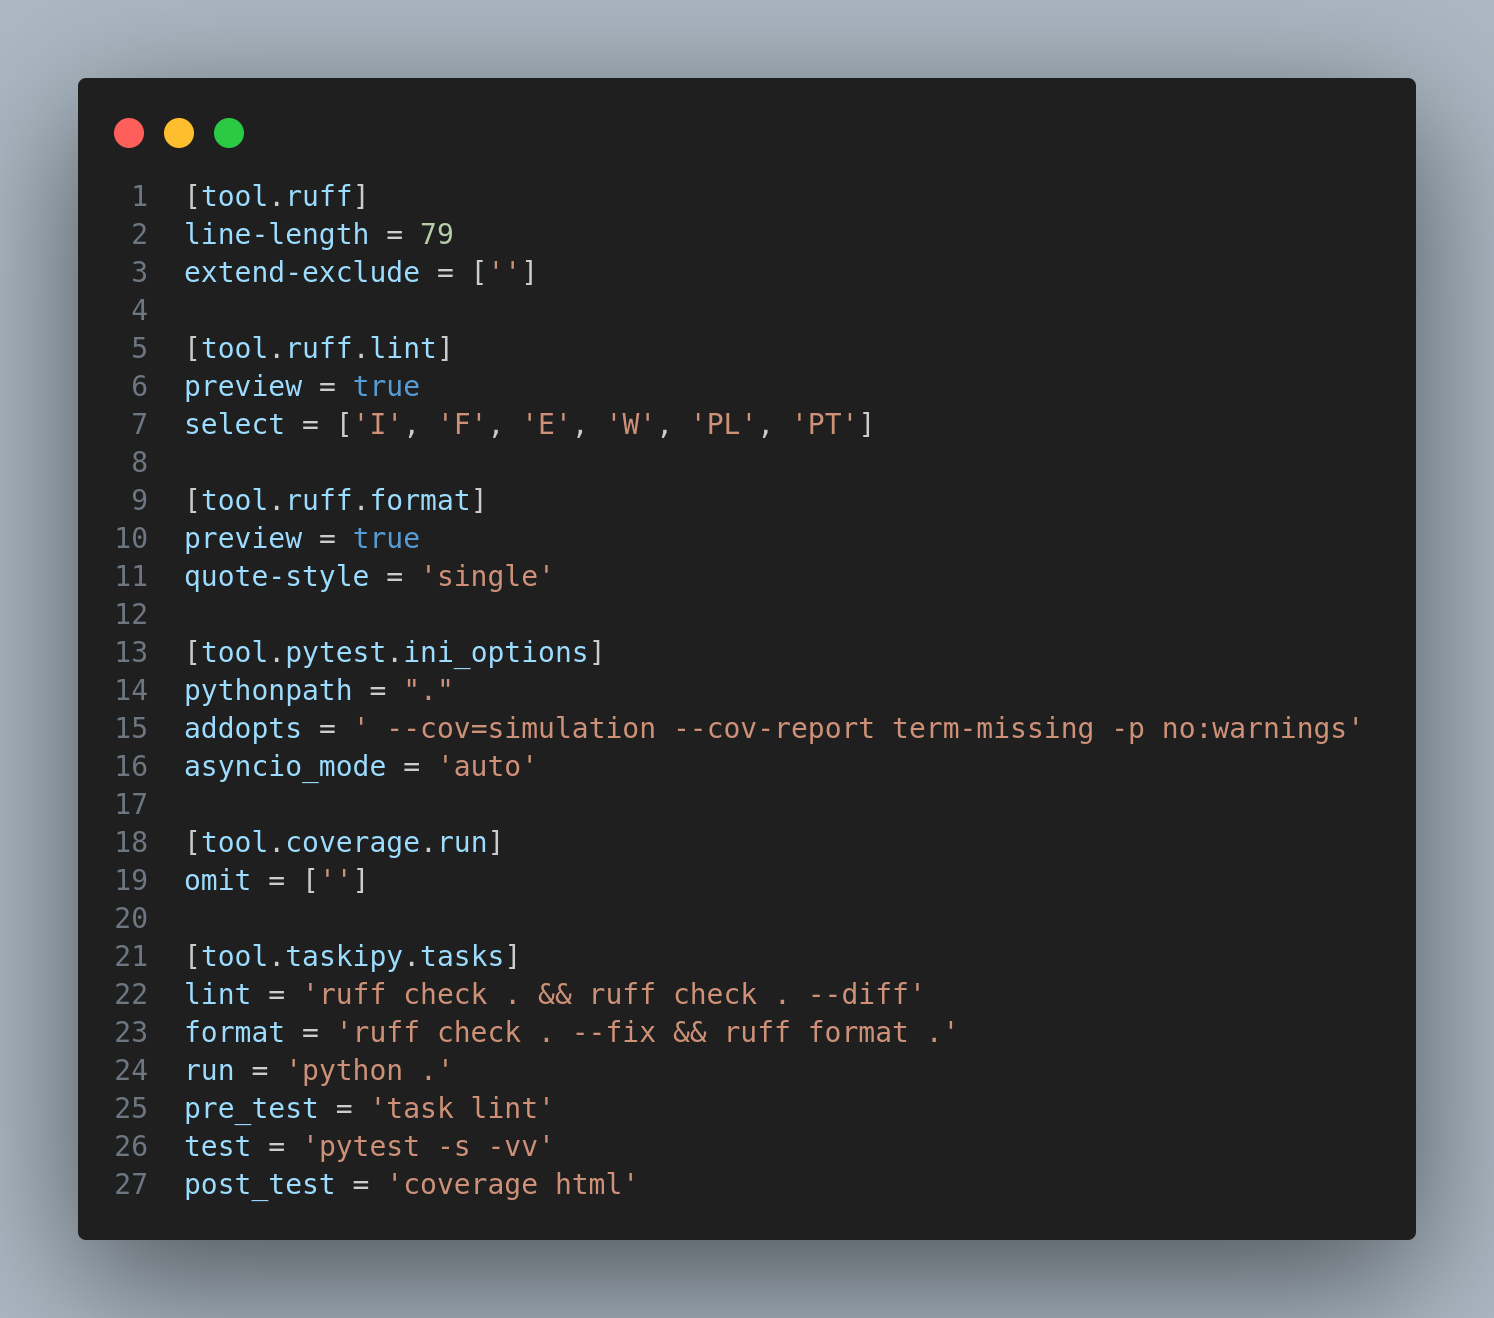 1 [tool.ruff]
2 line-length = 79
3 extend-exclude = ['']
4
5 [tool.ruff.lint]
6 preview = true
7 select = ['I', 'F', 'E', 'W', 'PL', 'PT']
8
9 [tool.ruff.format]
10 preview = true
11 quote-style = 'single'
12
13 [tool.pytest.ini_options]
14 pythonpath = "."
15 addopts = ' --cov=simulation --cov-report term-missing -p no:warnings'
16 asyncio_mode = 'auto'
17
18 [tool.coverage.run]
19 omit = ['']
20
21 [tool.taskipy.tasks]
22 lint = 'ruff check . && ruff check . --diff'
23 format = 'ruff check . --fix && ruff format .'
24 run = 'python .'
25 pre_test = 'task lint'
26 test = 'pytest -s -vv'
27 post_test = 'coverage html'